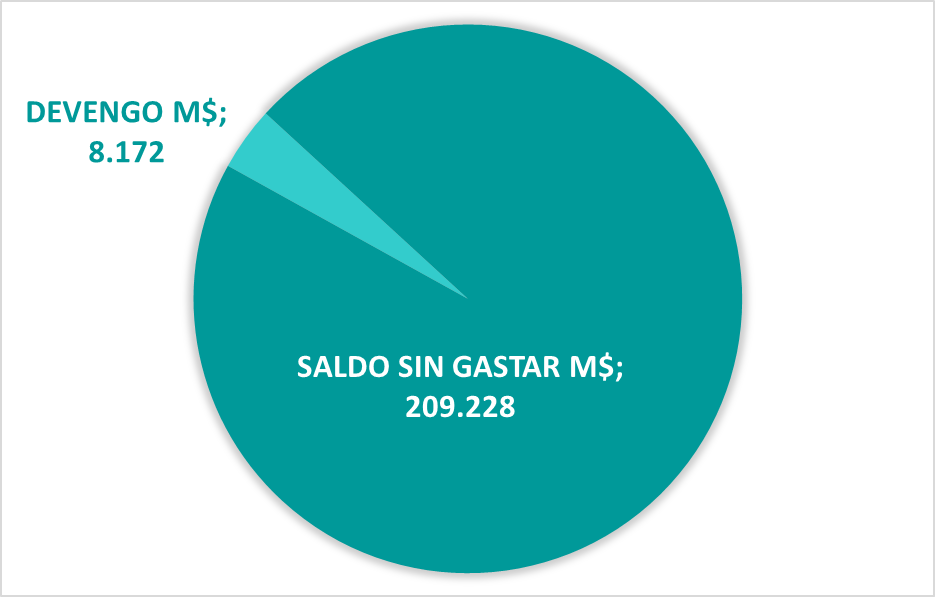 DEVENGO M$;
8.172
SALDO SIN GASTAR M$;
209.228